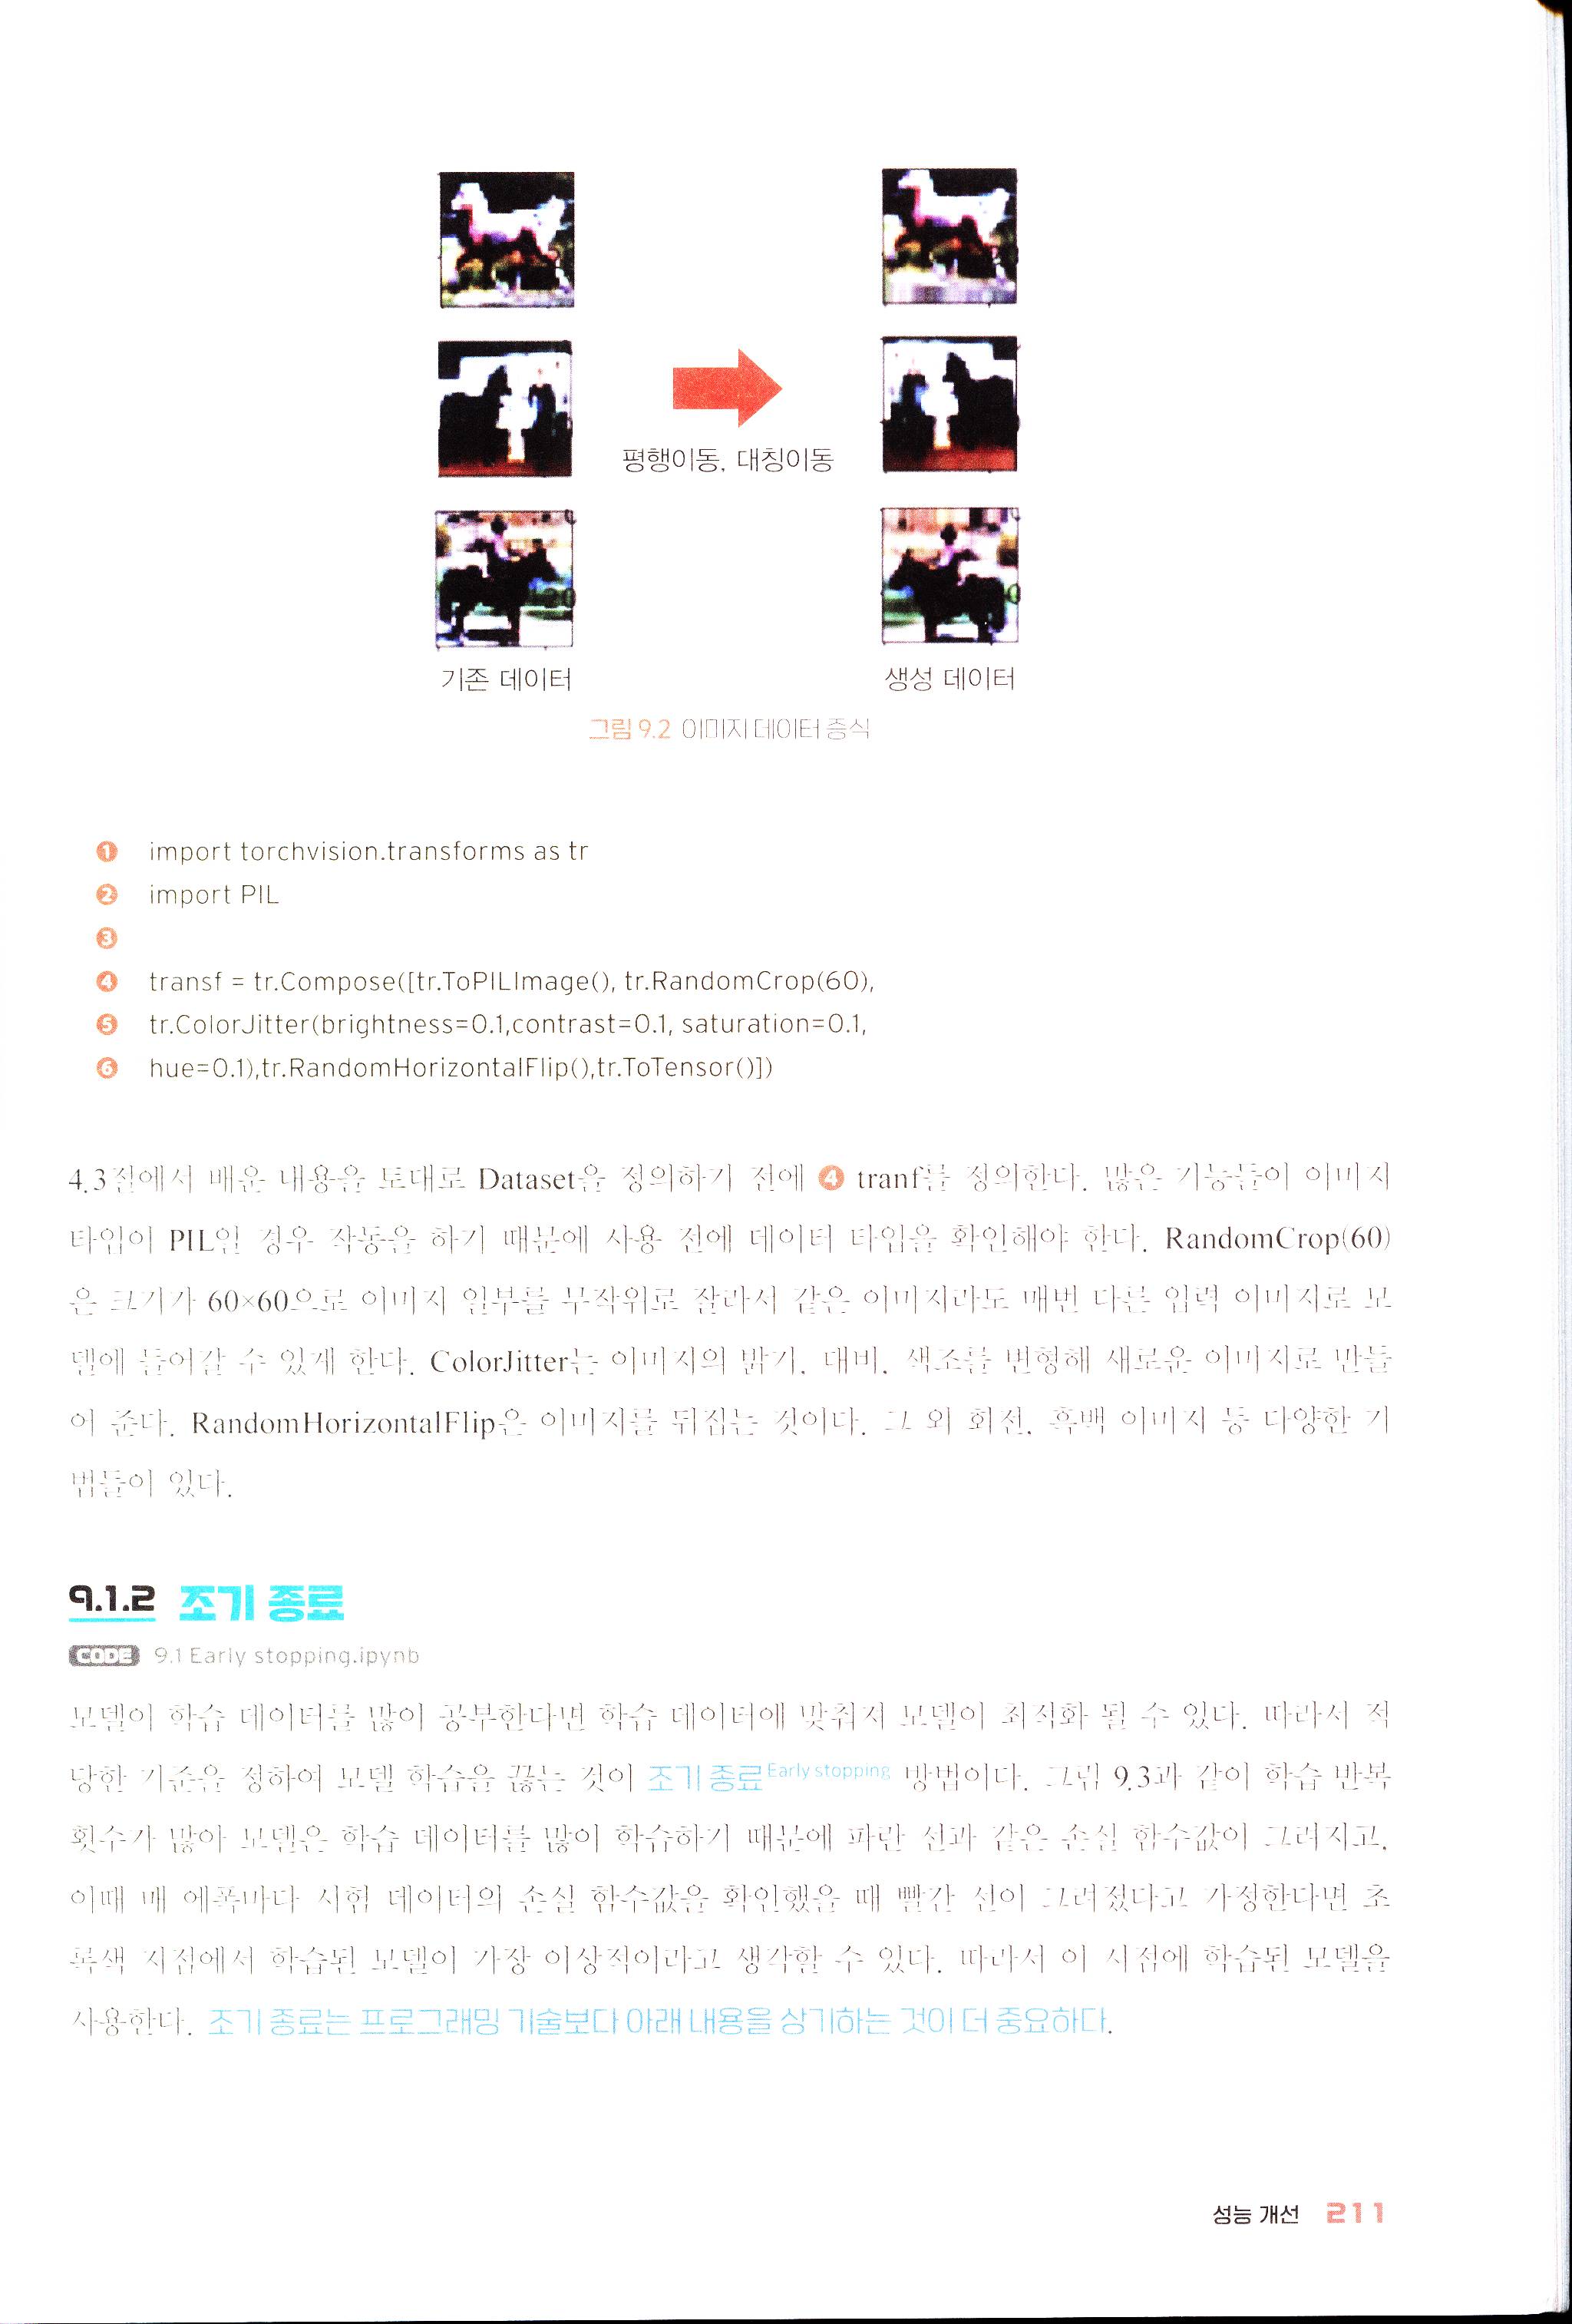 평행이동, 대칭이동
기존 데이터
생성 데이터
그림 9.2 이미지 데이터 증식
❶ import torchvision.transforms as tr
❷ import PIL
❸
❹ transf = tr.Compose([tr.ToPILImage(), tr.RandomCrop(60),
❺ tr.ColorJitter(brightness=0.1,contrast=0.1, saturation=0.1,
❻ hue=0.1),tr.RandomHorizontalFlip(),tr.ToTensor()])
4.3절에서 배운 내용을 토대로 Dataset을 정의하기 전에 ❹ tranf를 정의한다. 많은 기능들이 이미지
타입이 PIL일 경우 작동을 하기 때문에 사용 전에 데이터 타입을 확인해야 한다. RandomCrop(60)
은 크기가 60×60으로 이미지 일부를 무작위로 잘라서 같은 이미지라도 매번 다른 입력 이미지로 모
델에 들어갈 수 있게 한다. ColorJitter는 이미지의 밝기, 대비, 색조를 변형해 새로운 이미지로 만들
어 준다. RandomHorizontalFlip은 이미지를 뒤집는 것이다. 그 외 회전, 흑백 이미지 등 다양한 기
법들이 있다.
9.1.2 조기 종료
CODE 9.1 Early stopping.ipynb
모델이 학습 데이터를 많이 공부한다면 학습 데이터에 맞춰져 모델이 최적화 될 수 있다. 따라서 적
당한 기준을 정하여 모델 학습을 끊는 것이 조기 종료Early stopping 방법이다. 그림 9.3과 같이 학습 반복
횟수가 많아 모델은 학습 데이터를 많이 학습하기 때문에 파란 선과 같은 손실 함수값이 그려지고,
이때 매 에폭마다 시험 데이터의 손실 함수값을 확인했을 때 빨간 선이 그려졌다고 가정한다면 초
록색 지점에서 학습된 모델이 가장 이상적이라고 생각할 수 있다. 따라서 이 시점에 학습된 모델을
사용한다. 조기 종료는 프로그래밍 기술보다 아래 내용을 상기하는 것이 더 중요하다.
성능 개선 211